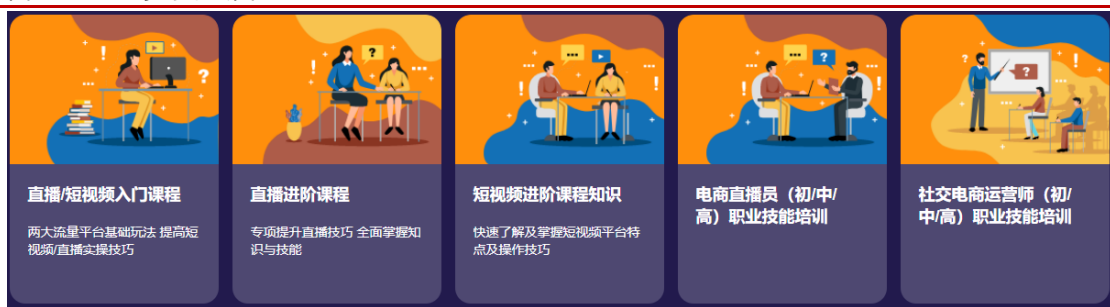 直播/短视频入门课程
两大流量平台基础玩法 提高短
视频/直播实操技巧
直播进阶课程
专项提升直播技巧 全面掌握知
识与技能
短视频进阶课程知识
快速了解及掌握短视频平台特
点及操作技巧
电商直播员（初/中/
高）职业技能培训
社交电商运营师（初/
中/高）职业技能培训